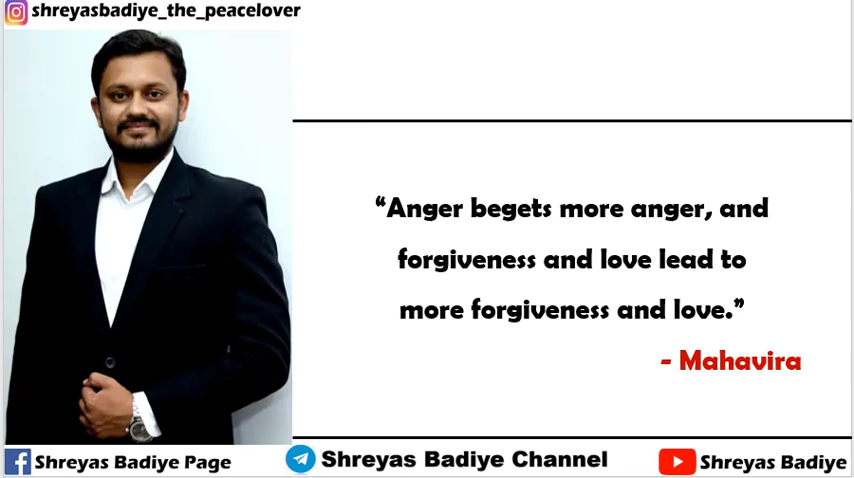 shreyasbadiye_the_peacelover
“Anger begets more anger, and
forgiveness and love lead to
more forgiveness and love.”
- Mahavira
Shreyas Badiye Page
Shreyas Badiye Channel
Shreyas Badiye